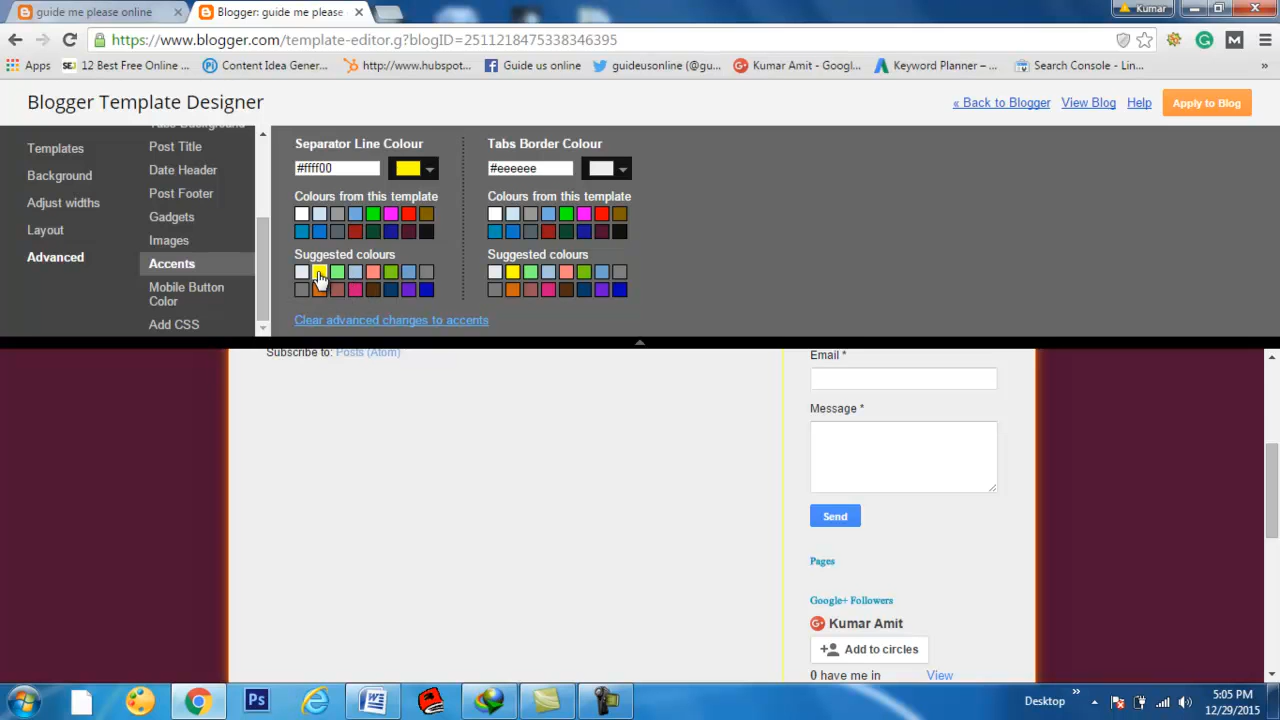 guide me please online
Blogger: guide me please
Kumar
https://www.blogger.com/template-editor.g?blogID=2511218475338346395
Apps
12 Best Free Online ...
Content Idea Gener...
http://www.hubspot...
Guide us online
guideusonline (@gu...
Kumar Amit - Googl...
Keyword Planner – ...
Search Console - Lin...
»
Blogger Template Designer
« Back to Blogger
View Blog
Help
Apply to Blog
Templates
Background
Adjust widths
Layout
Advanced
Tabs Background
Post Title
Date Header
Post Footer
Gadgets
Images
Accents
Mobile Button
Color
Add CSS
Separator Line Colour
#ffff00
Colours from this template
Suggested colours
Clear advanced changes to accents
Tabs Border Colour
#eeeeee
Colours from this template
Suggested colours
Subscribe to: Posts (Atom)
Email *
Message *
Send
Pages
Google+ Followers
Kumar Amit
Add to circles
0 have me in
View
Ps
Desktop
»
5:05 PM
12/29/2015